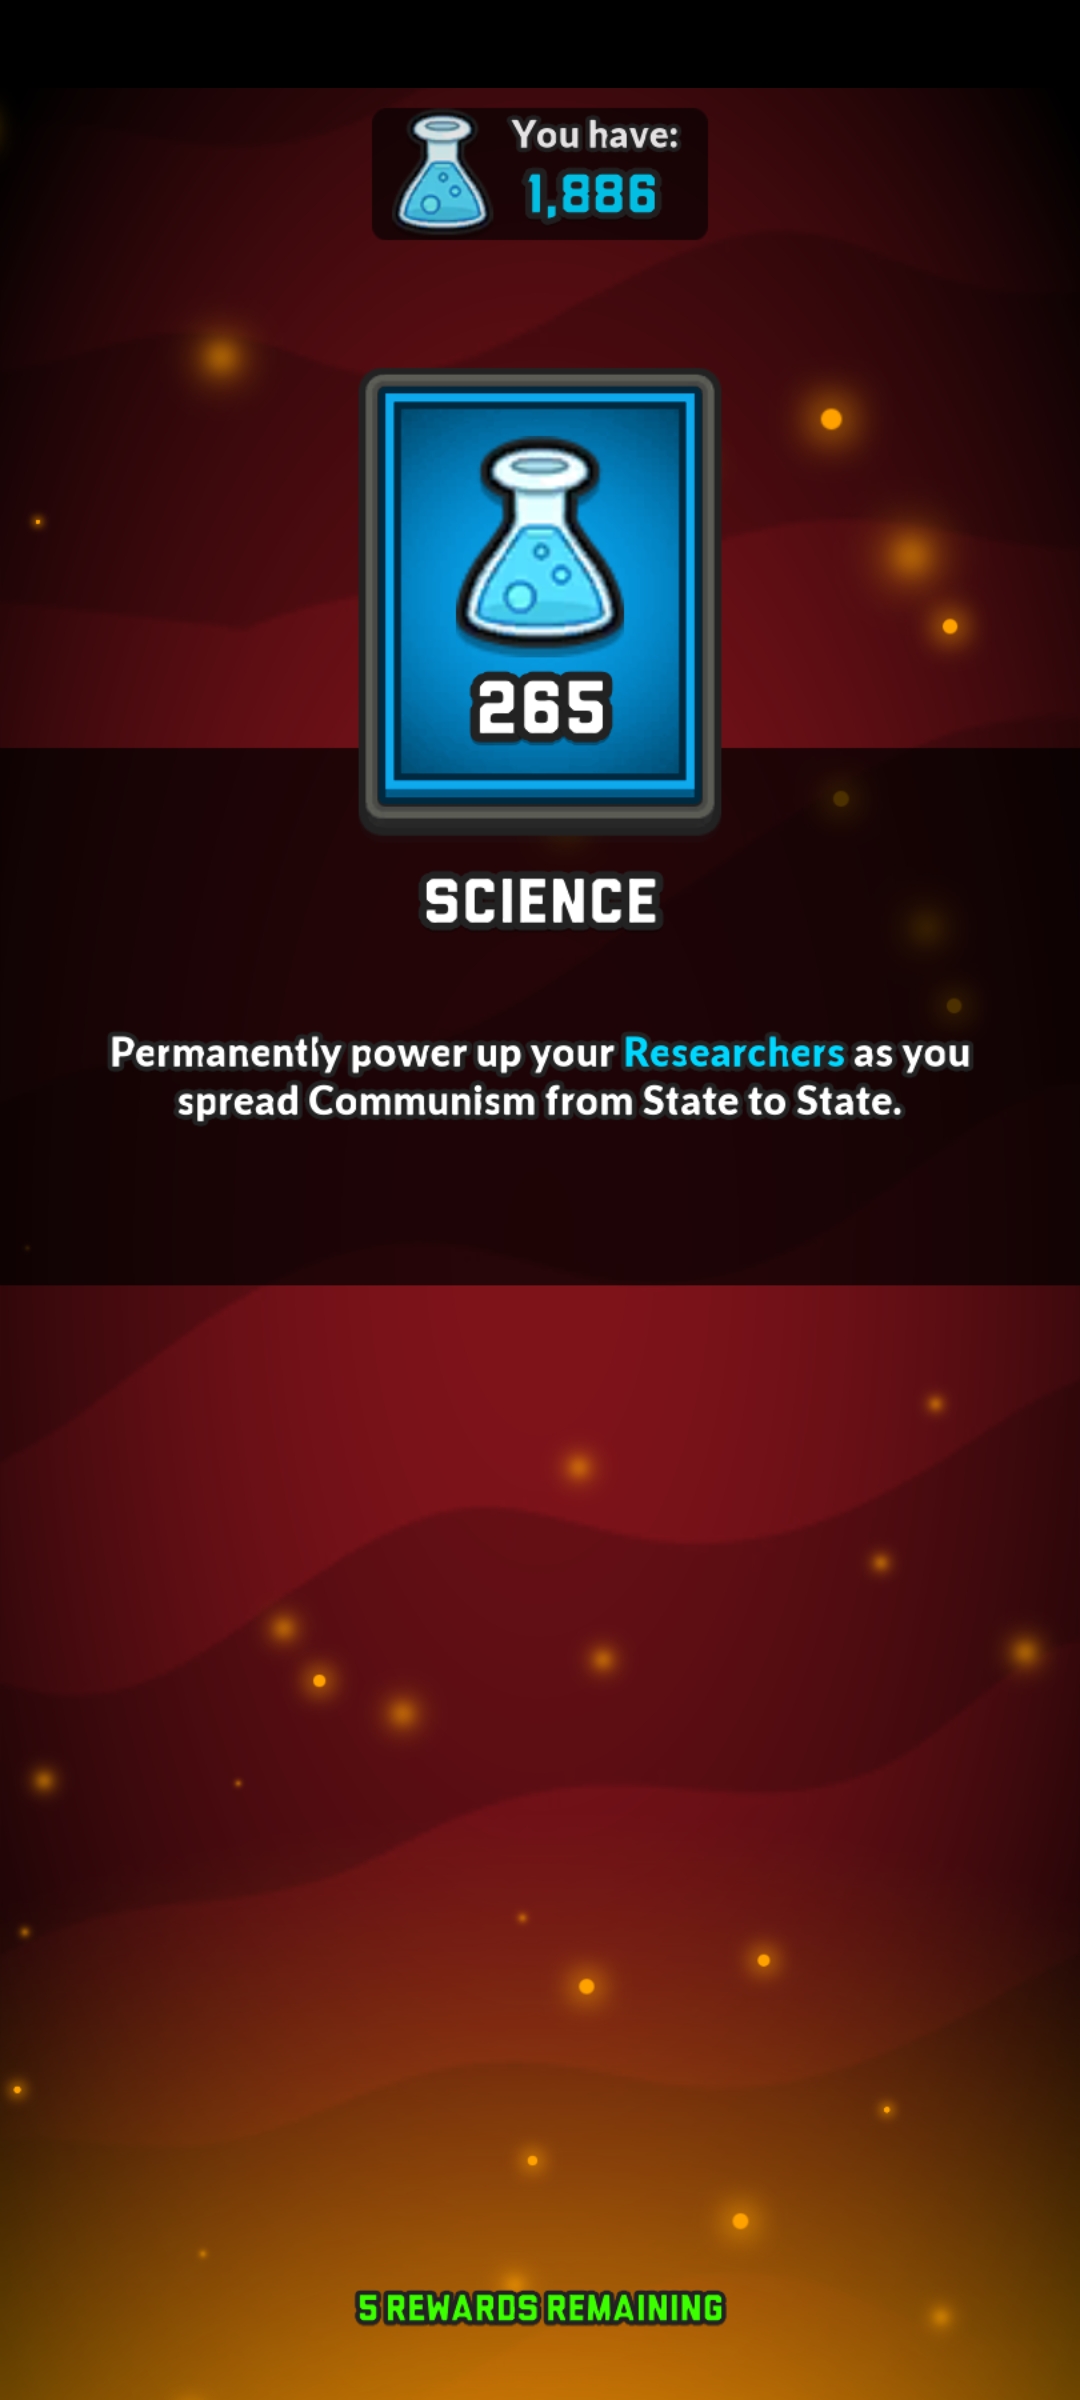 You have:
1,886
265
SCIENCE
Permanently power up your Researchers as you
spread Communism from State to State.
5 REWARDS REMAINING